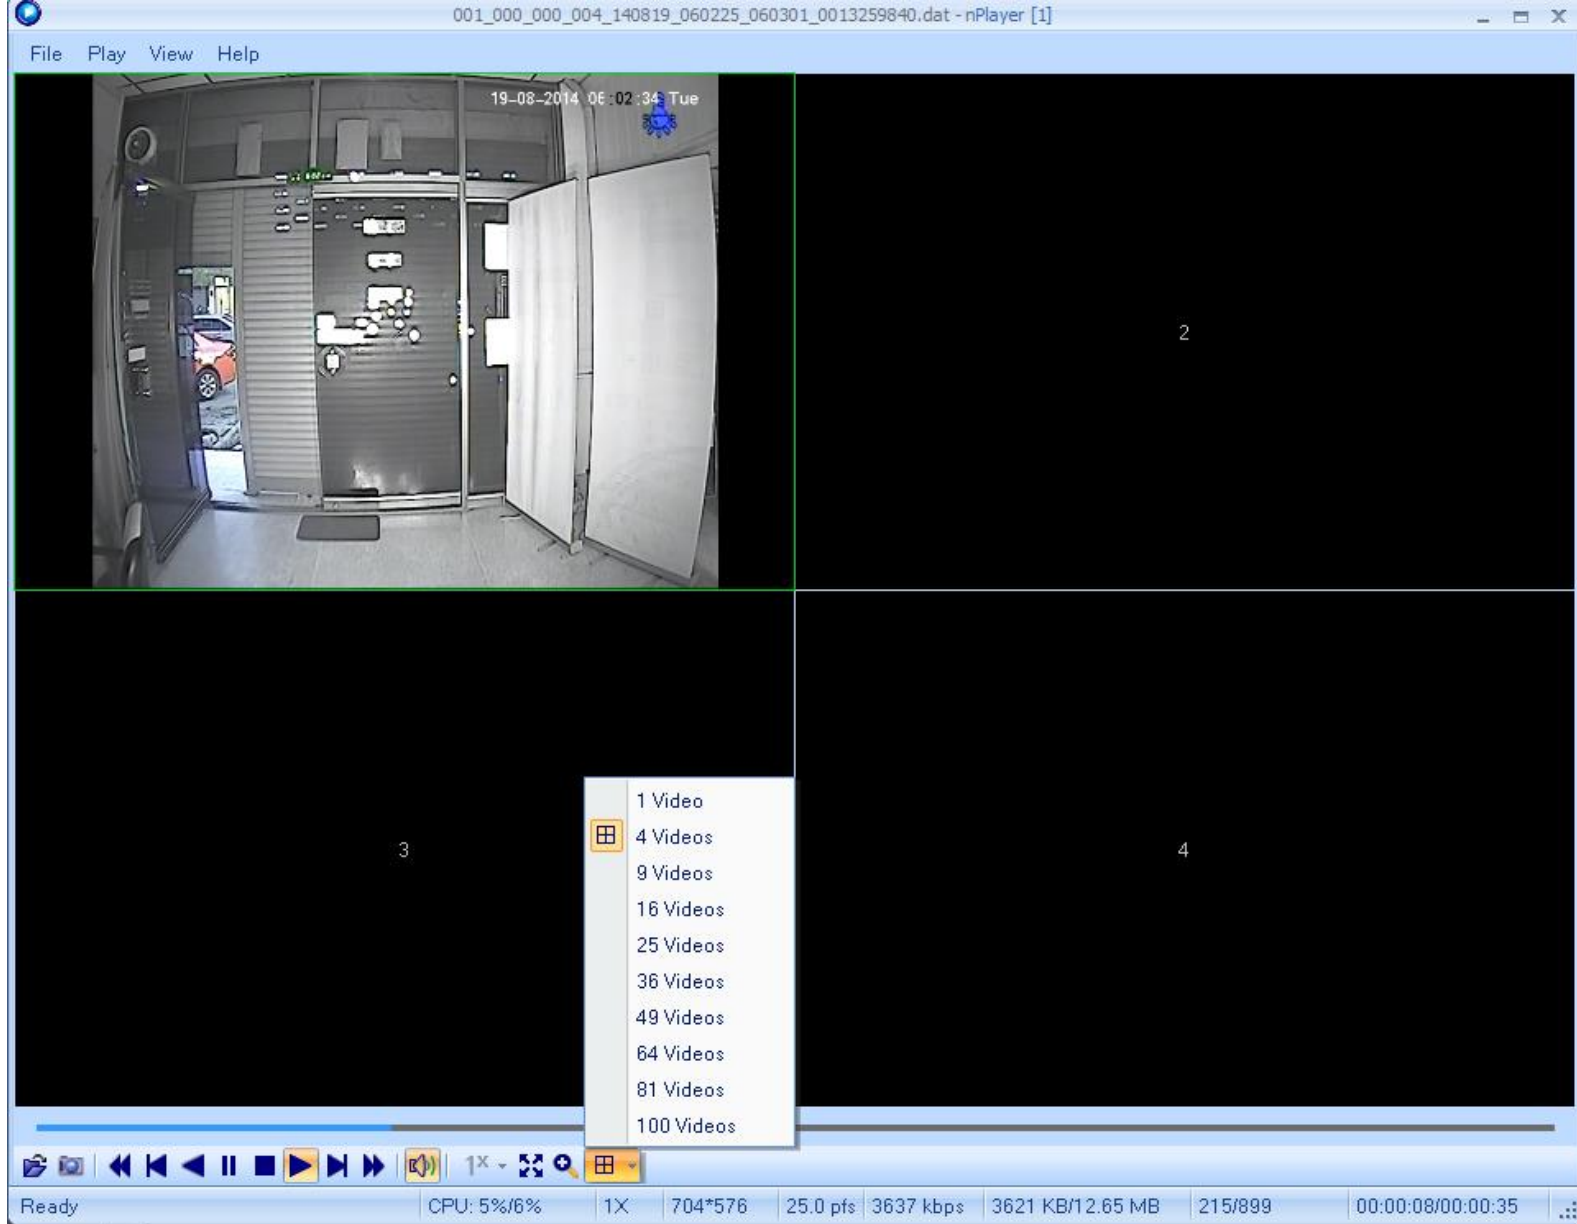 001_000_000_004_140819_060225_060301_0013259840.dat - nPlayer [1]
File Play View Help
19-08-2014 06:02:34 Tue
2
3
4
1 Video
4 Videos
9 Videos
16 Videos
25 Videos
36 Videos
49 Videos
64 Videos
81 Videos
100 Videos
1X
Ready CPU: 5%/6% 1X 704*576 25.0 pfs 3637 kbps 3621 KB/12.65 MB 215/899 00:00:08/00:00:35